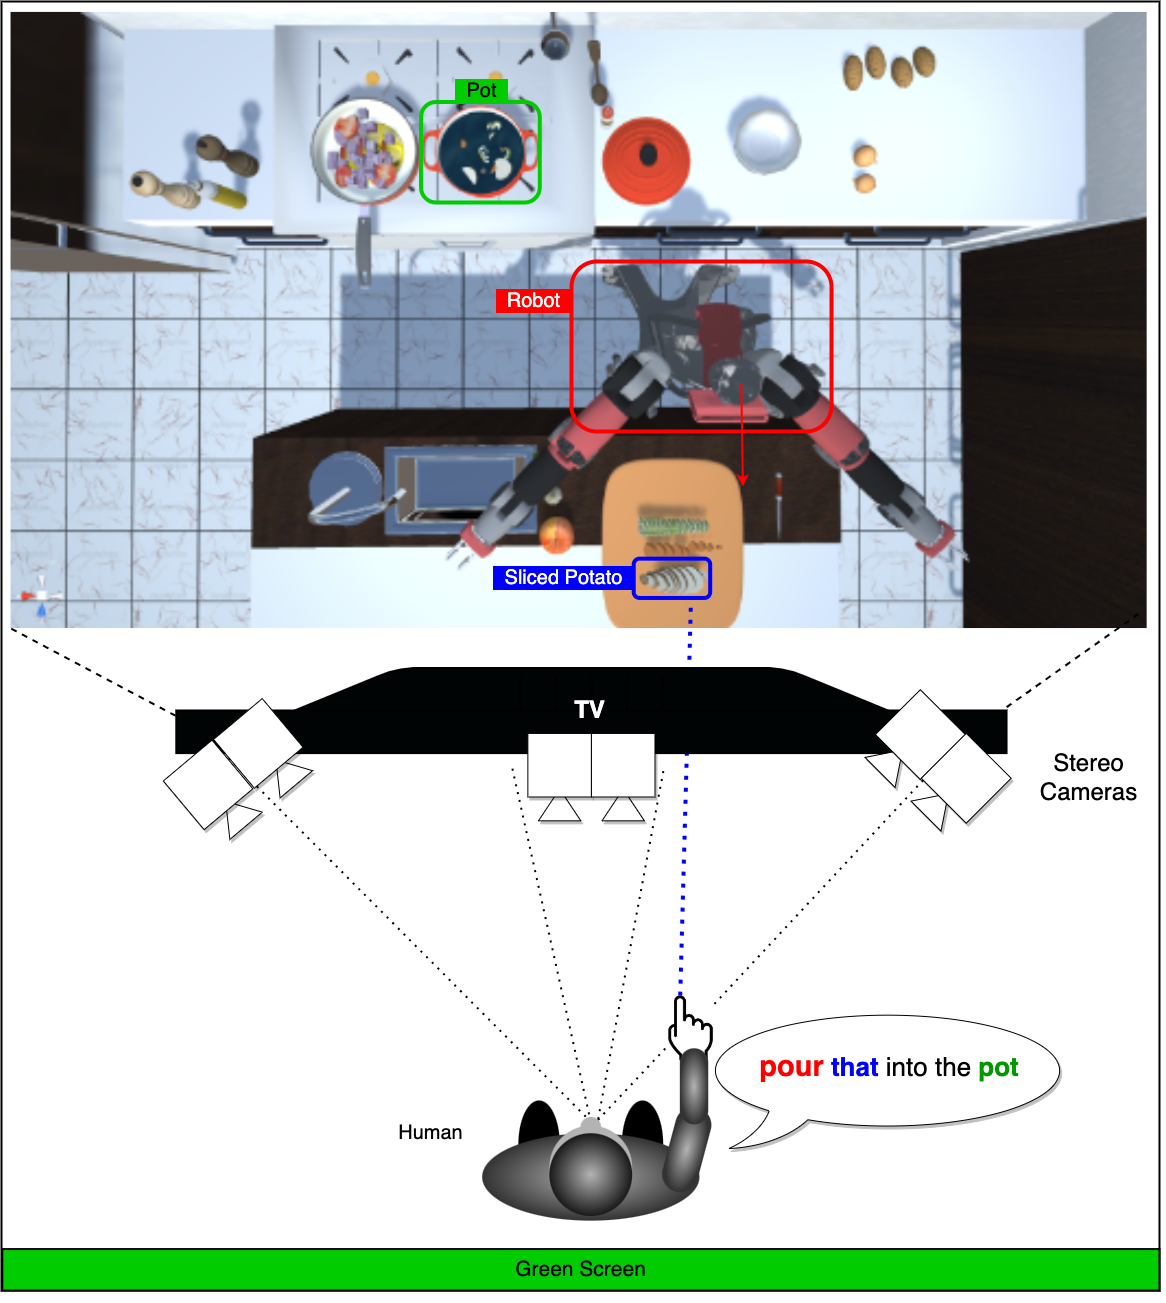 Pot
Robot
Sliced Potato
TV
Stereo
Cameras
pour that into the pot
Human
Green Screen